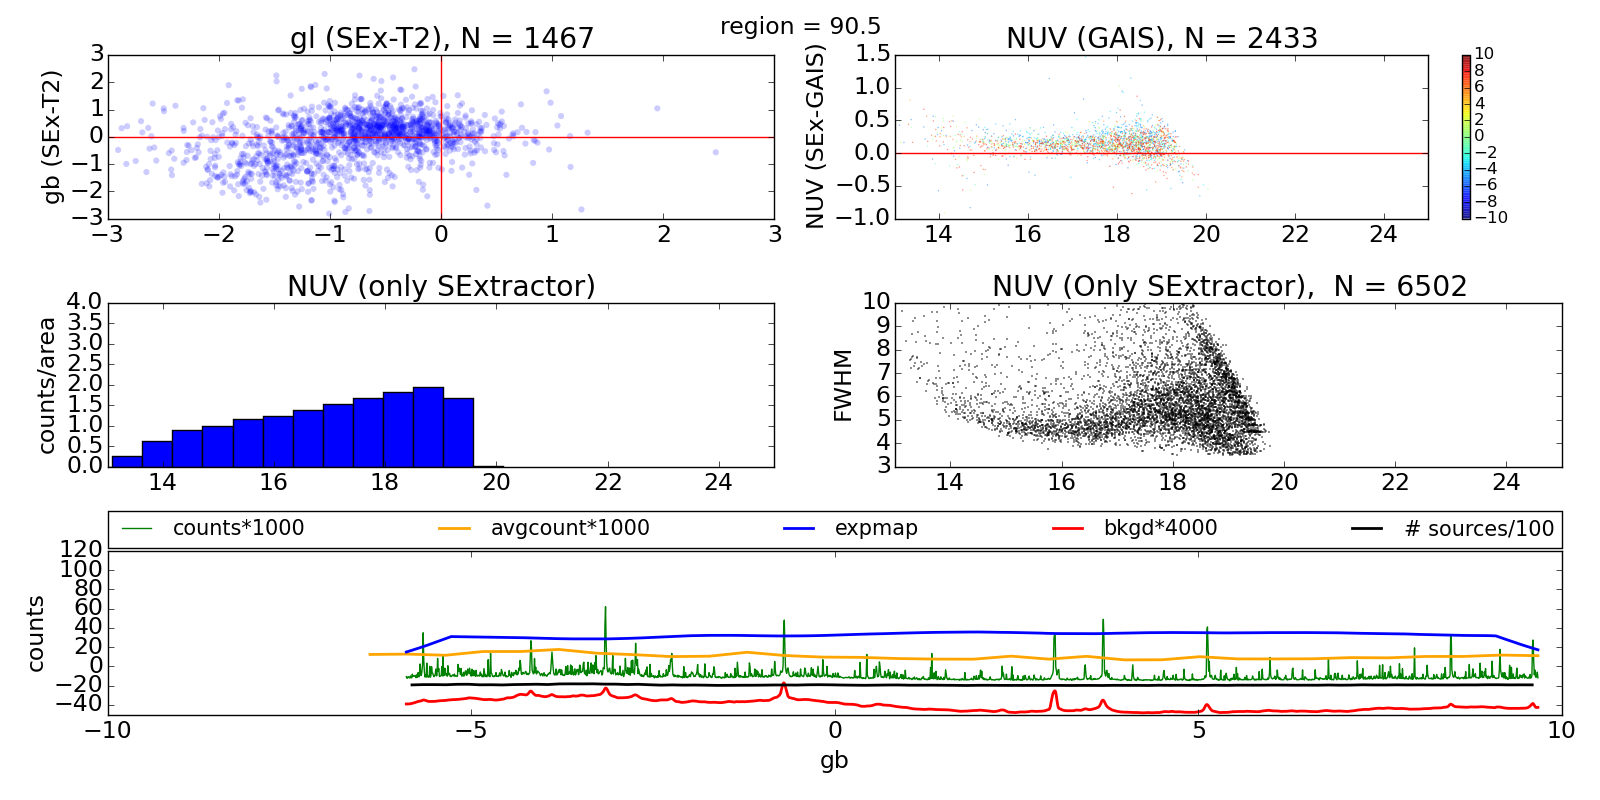 region = 90.5
gl (SEx-T2), N = 1467
gb (SEx-T2)
3
2
1
0
−1
−2
−3
−3 −2 −1 0 1 2 3
NUV (GAIS), N = 2433
NUV (SEx-GAIS)
1.5
1.0
0.5
0.0
−0.5
−1.0
14 16 18 20 22 24
10
8
6
4
2
0
−2
−4
−6
−8
−10
NUV (only SExtractor)
counts/area
4.0
3.5
3.0
2.5
2.0
1.5
1.0
0.5
0.0
14 16 18 20 22 24
NUV (Only SExtractor), N = 6502
FWHM
10
9
8
7
6
5
4
3
14 16 18 20 22 24
counts*1000 avgcount*1000 expmap bkgd*4000 # sources/100
counts
120
100
80
60
40
20
0
−20
−40
−10 −5 0 5 10
gb